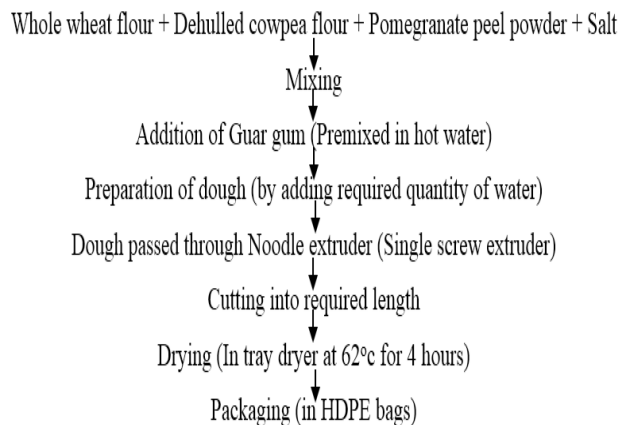 Whole wheat flour + Dehulled cowpea flour + Pomegranate peel powder + Salt
Mixing
Addition of Guar gum (Premixed in hot water)
Preparation of dough (by adding required quantity of water)
Dough passed through Noodle extruder (Single screw extruder)
Cutting into required length
Drying (In tray dryer at 62ºc for 4 hours)
Packaging (in HDPE bags)